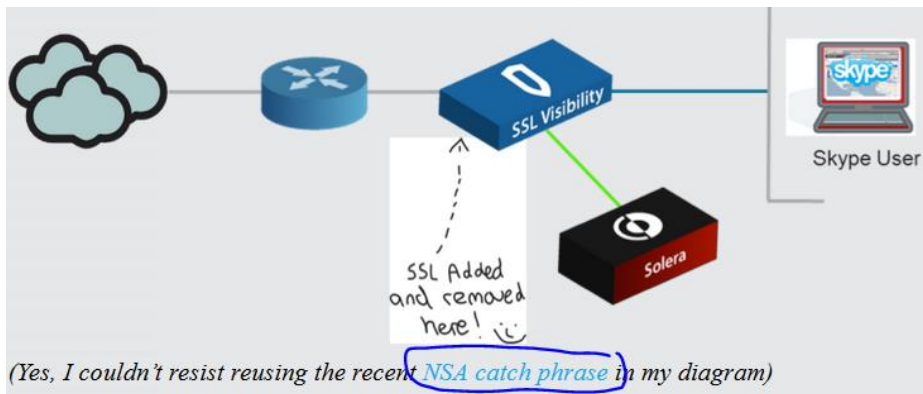 skype
SSL Visibility
Skype User
Solera
SSL Added
and removed
here!
(Yes, I couldn't resist reusing the recent NSA catch phrase in my diagram)